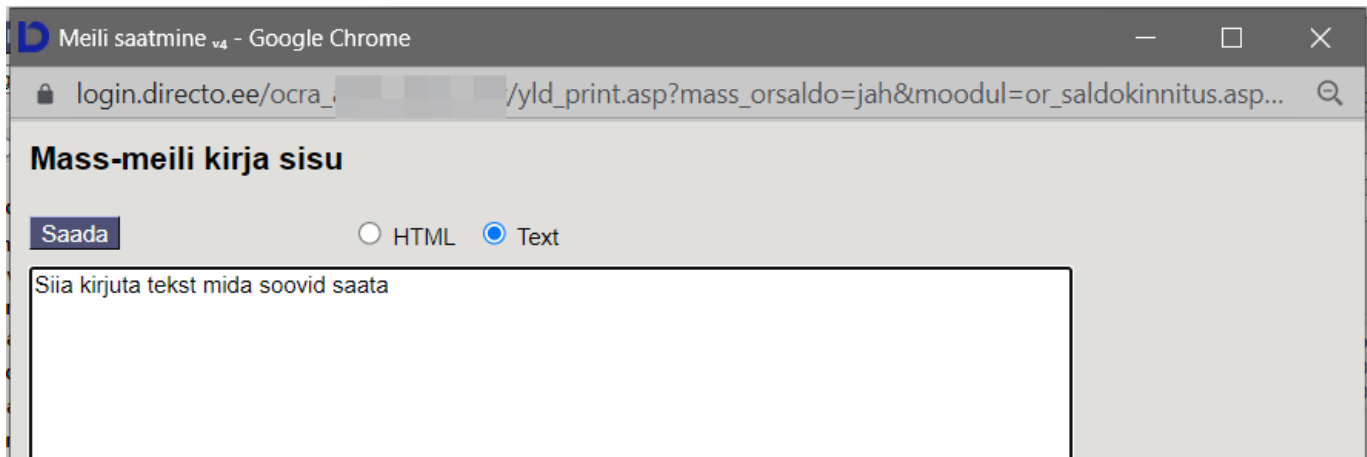 Meili saatmine v4 - Google Chrome
login.directo.ee/ocra_ /yld_print.asp?mass_orsaldo=jah&moodul=or_saldokinnitus.asp...
Mass-meili kirja sisu
Saada HTML Text
Siia kirjuta tekst mida soovid saata